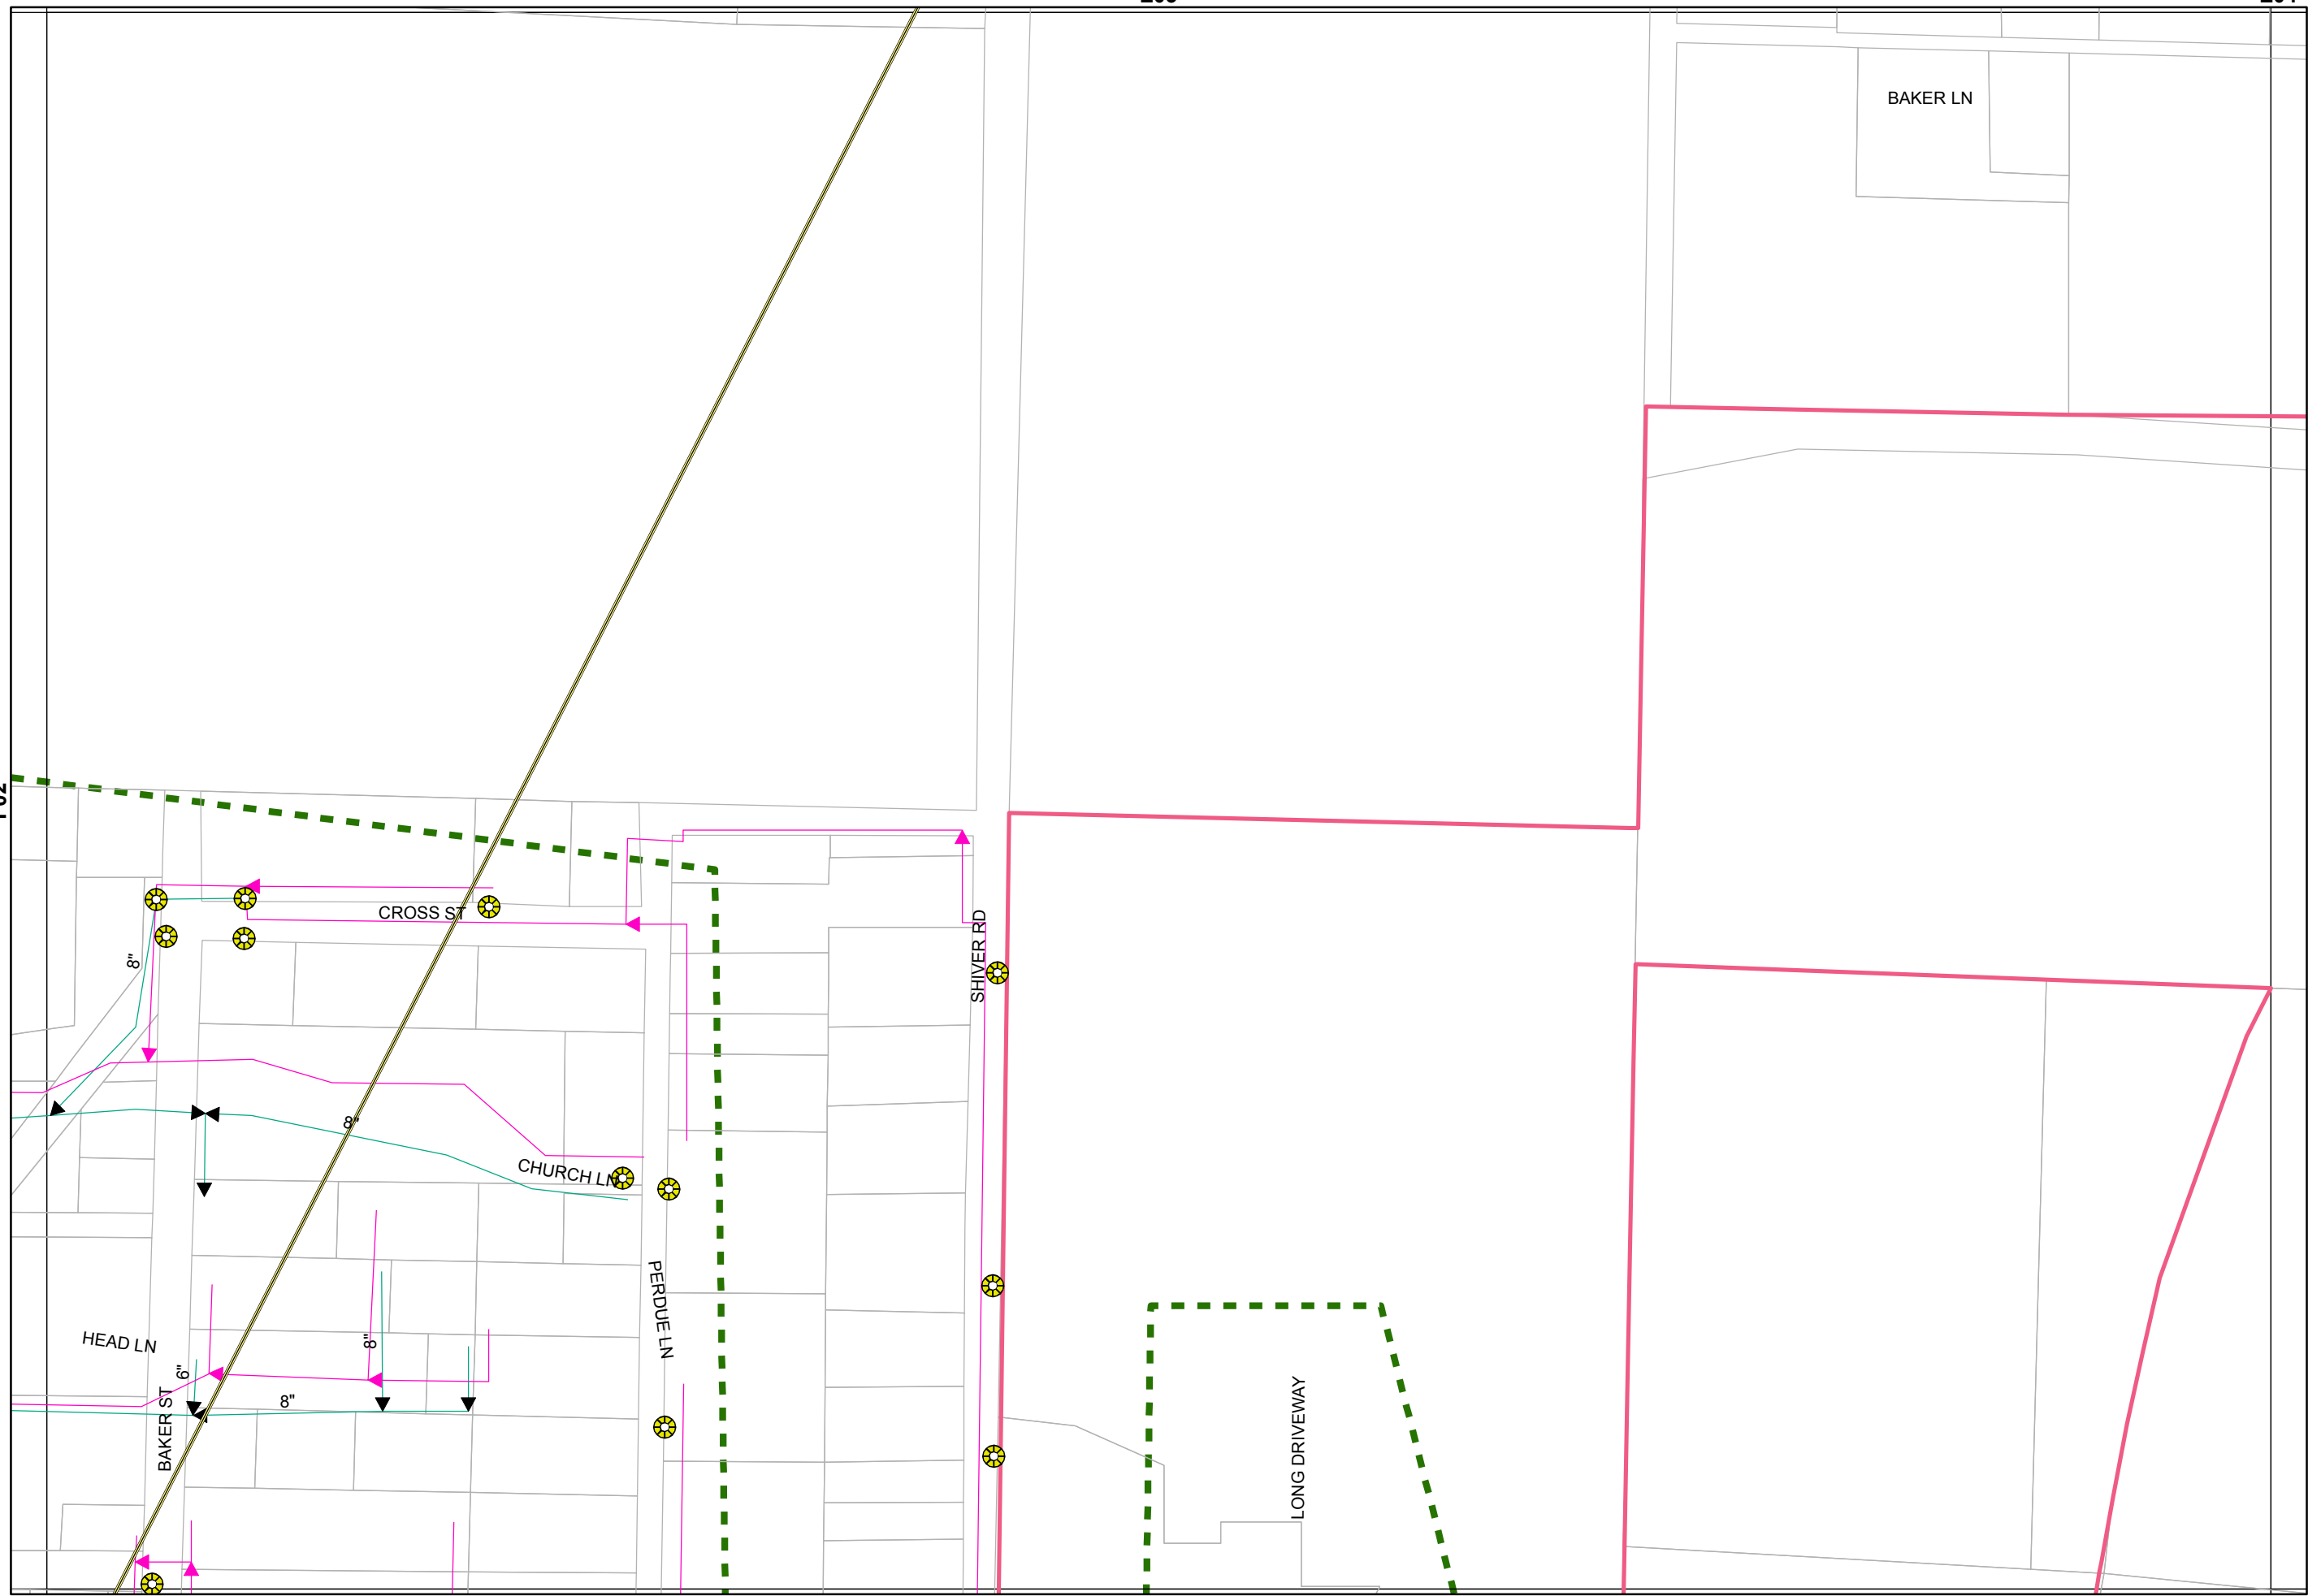 BAKER LN
CROSS ST
8"
SHIVER RD
8"
CHURCH LN
PERDUE LN
HEAD LN
8"
6"
8"
BAKER ST
LONG DRIVEWAY